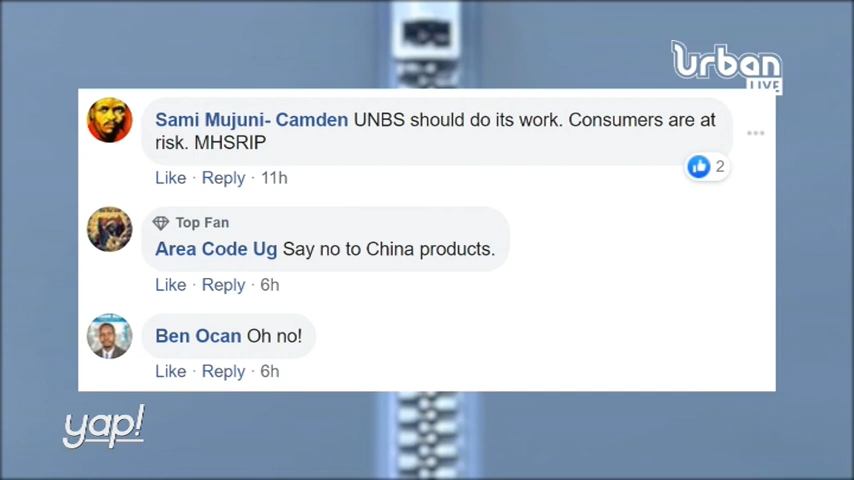 urban
LIVE
Sami Mujuni- Camden UNBS should do its work. Consumers are at
risk. MHSRIP
2
Like · Reply · 11h
Top Fan
Area Code Ug Say no to China products.
Like · Reply · 6h
Ben Ocan Oh no!
Like · Reply · 6h
yap!